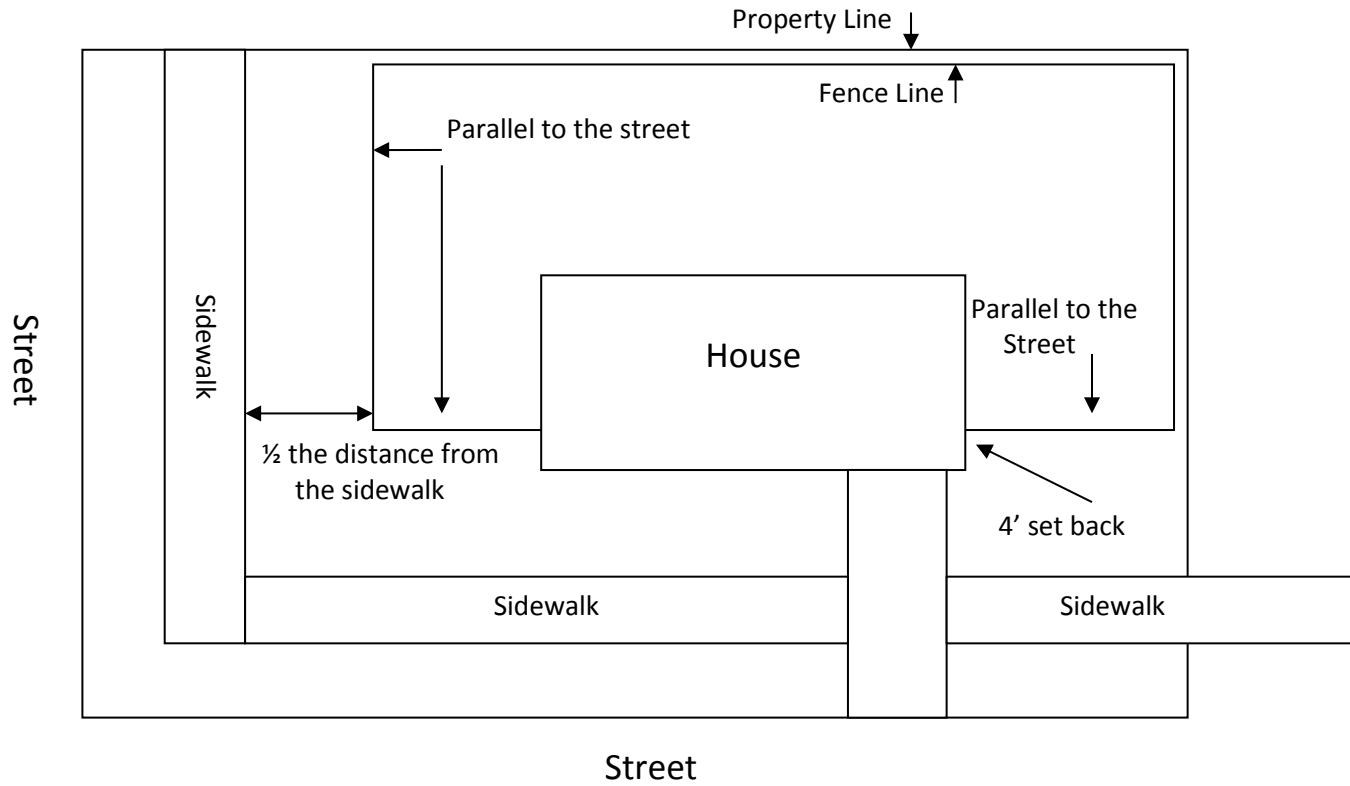 Property Line
Fence Line
Parallel to the street
Parallel to the
Street
House
Street
Sidewalk
½ the distance from
the sidewalk
4’ set back
Sidewalk
Sidewalk
Street